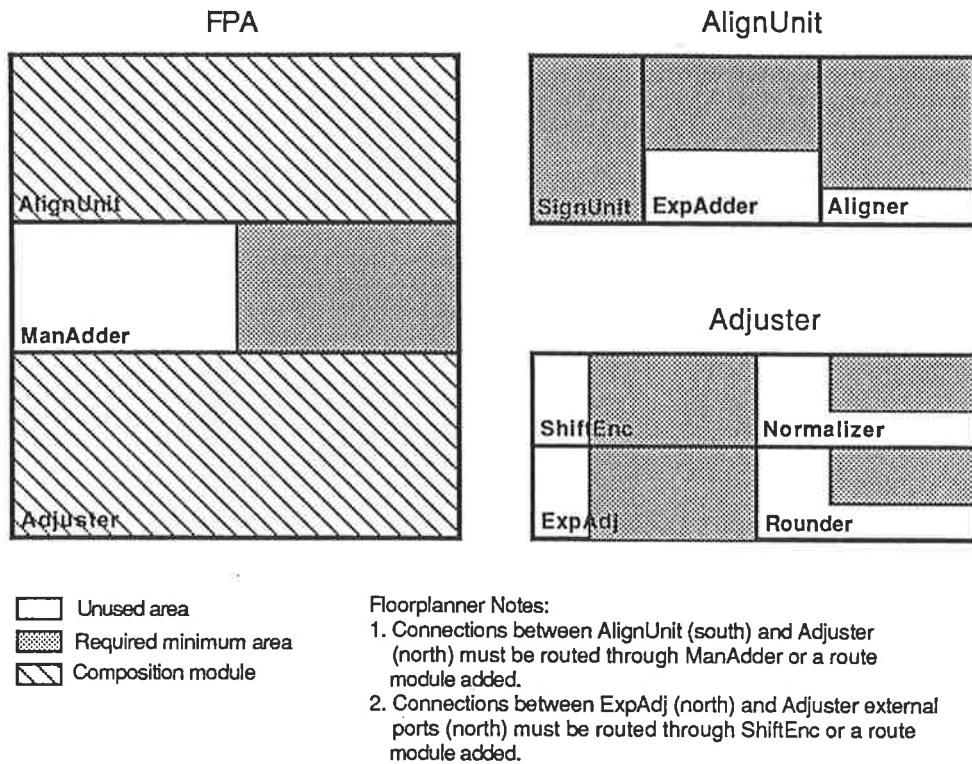 FPA
AlignUnit
AlignUnit
ManAdder
Adjuster
SignUnit
ExpAdder
Aligner
Adjuster
ShiftEnc
Normalizer
ExpAdj
Rounder
Unused area
Required minimum area
Composition module
Floorplanner Notes:
1. Connections between AlignUnit (south) and Adjuster
(north) must be routed through ManAdder or a route
module added.
2. Connections between ExpAdj (north) and Adjuster external
ports (north) must be routed through ShiftEnc or a route
module added.